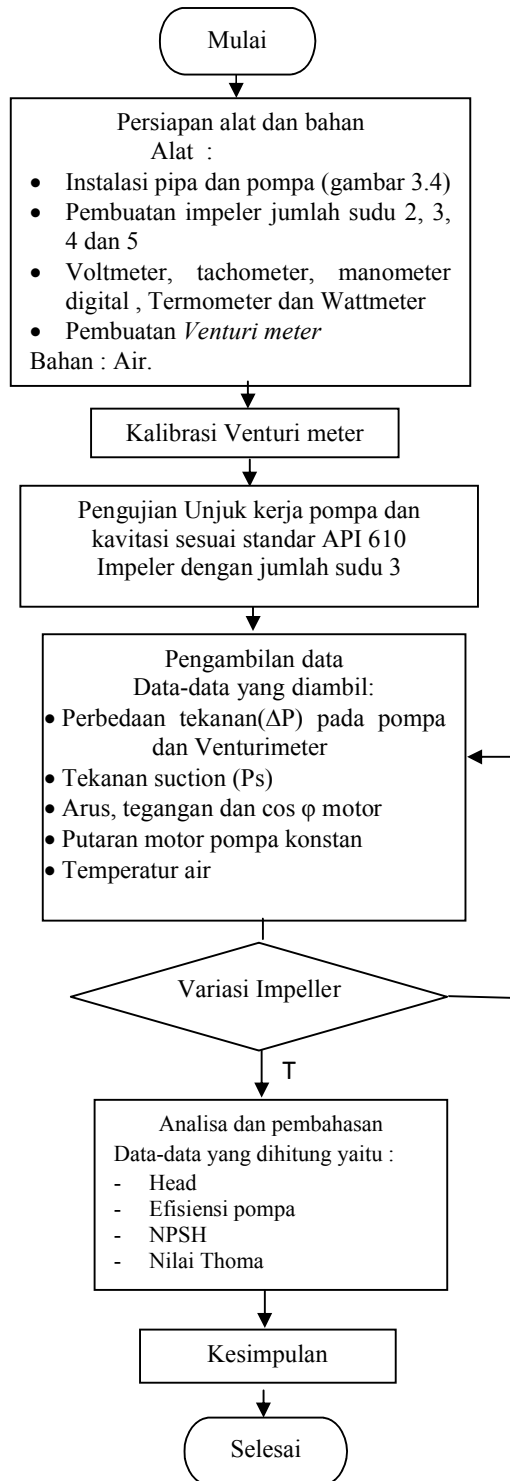 Mulai
Persiapan alat dan bahan
Alat :
• Instalasi pipa dan pompa (gambar 3.4)
• Pembuatan impeler jumlah sudu 2, 3,
4 dan 5
• Voltmeter, tachometer, manometer
digital , Termometer dan Wattmeter
• Pembuatan Venturi meter
Bahan : Air.
Kalibrasi Venturi meter
Pengujian Unjuk kerja pompa dan
kavitasi sesuai standar API 610
Impeler dengan jumlah sudu 3
Pengambilan data
Data-data yang diambil:
• Perbedaan tekanan(ΔP) pada pompa
dan Venturimeter
• Tekanan suction (Ps)
• Arus, tegangan dan cos φ motor
• Putaran motor pompa konstan
• Temperatur air
Variasi Impeller
T
Analisa dan pembahasan
Data-data yang dihitung yaitu :
- Head
- Efisiensi pompa
- NPSH
- Nilai Thoma
Kesimpulan
Selesai